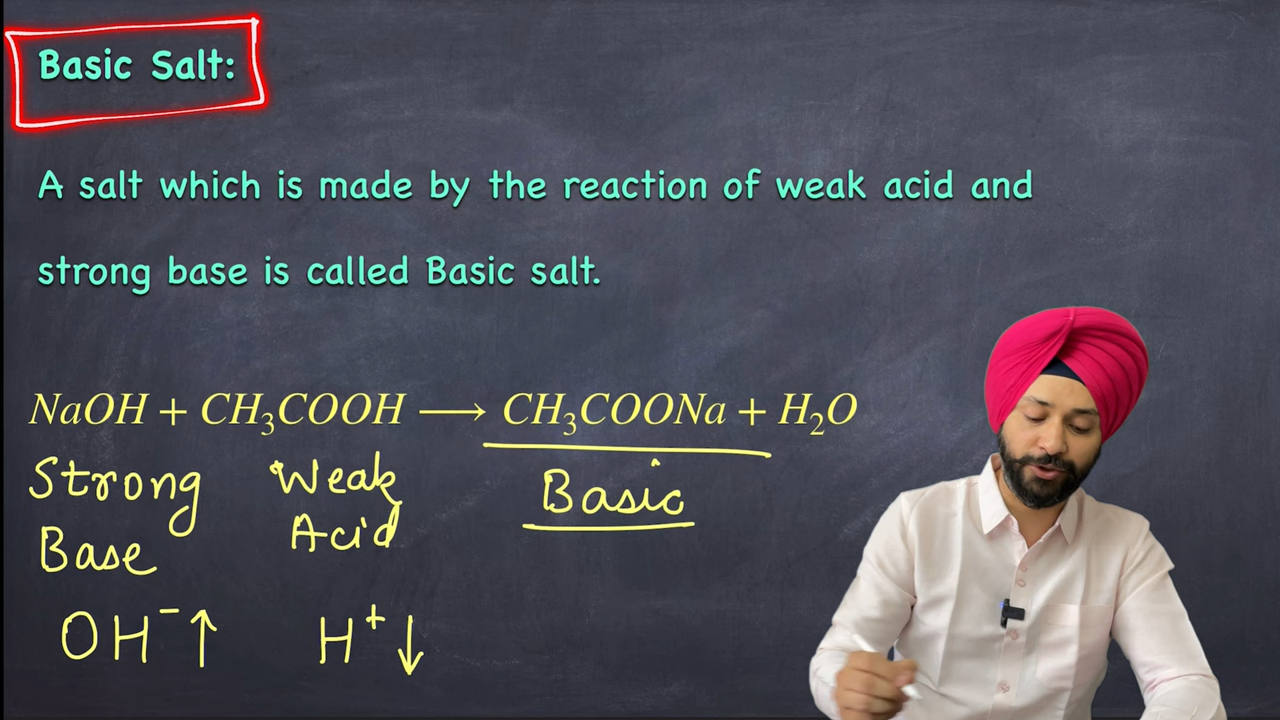 Basic Salt:
A salt which is made by the reaction of weak acid and
strong base is called Basic salt.
NaOH + CH₃COOH ⟶ CH₃COONa + H₂O
Strong Weak Basic
Base Acid
OH⁻↑ H⁺↓